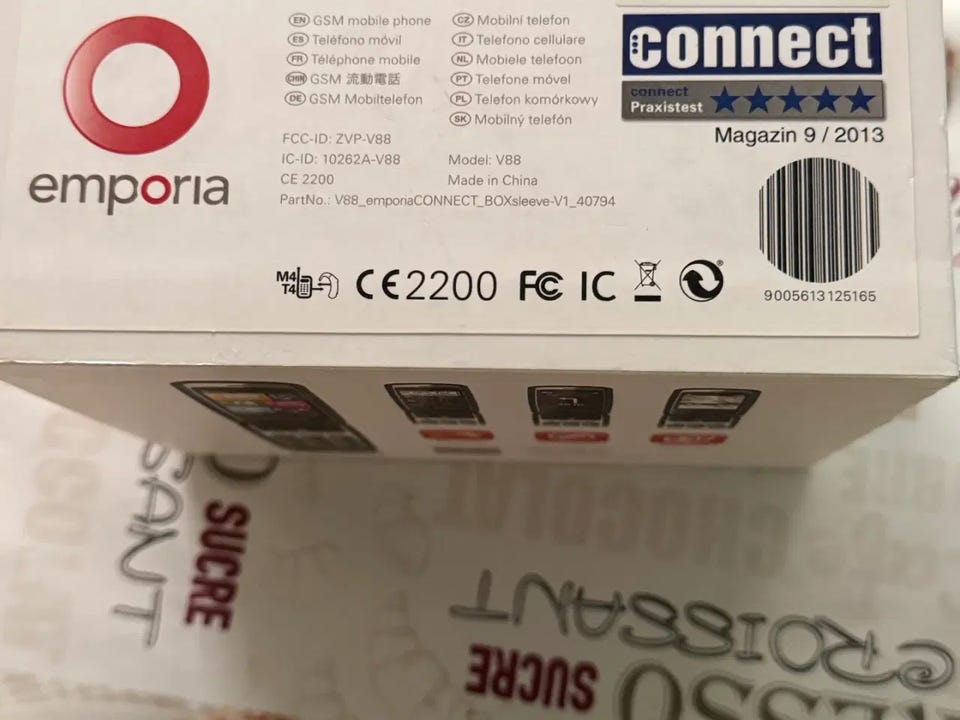 emporia
EN GSM mobile phone
ES Teléfono móvil
FR Téléphone mobile
CHN GSM 流動電話
DE GSM Mobiltelefon
CZ Mobilní telefon
IT Telefono cellulare
NL Mobiele telefoon
PT Telefone móvel
PL Telefon komórkowy
SK Mobilný telefón
FCC-ID: ZVP-V88
IC-ID: 10262A-V88
Model: V88
CE 2200
Made in China
PartNo.: V88_emporiaCONNECT_BOXsleeve-V1_40794
connect
connect
Praxistest
Magazin 9 / 2013
M4
T4
CE2200 FC IC ®
9005613125165
SUCRE
CHOCOLAT
CROISSANT
SUCRE